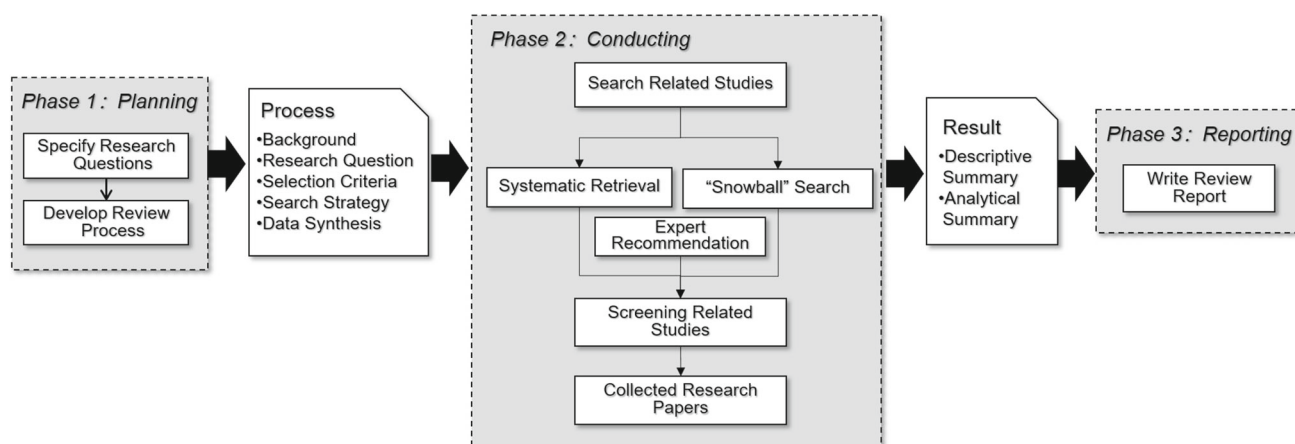 Phase 1: Planning
Specify Research
Questions
Develop Review
Process
Process
•Background
•Research Question
•Selection Criteria
•Search Strategy
•Data Synthesis
Phase 2: Conducting
Search Related Studies
Systematic Retrieval
“Snowball” Search
Expert
Recommendation
Screening Related
Studies
Collected Research
Papers
Result
•Descriptive
Summary
•Analytical
Summary
Phase 3: Reporting
Write Review
Report